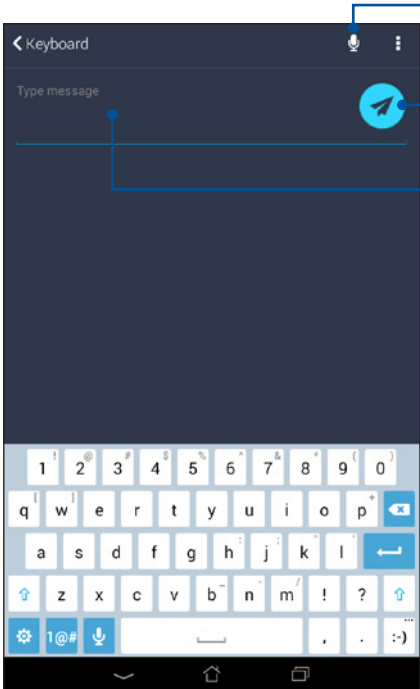 Keyboard
Type message
1 ! 2 @ 3 # 4 $ 5 % 6 ^ 7 & 8 * 9 ( 0 )
q [ w ] e r t y u i o p +
a s d f g h : j ; k " l '
z x c v b _ n - m / ! ?
1@# , . ... :-)